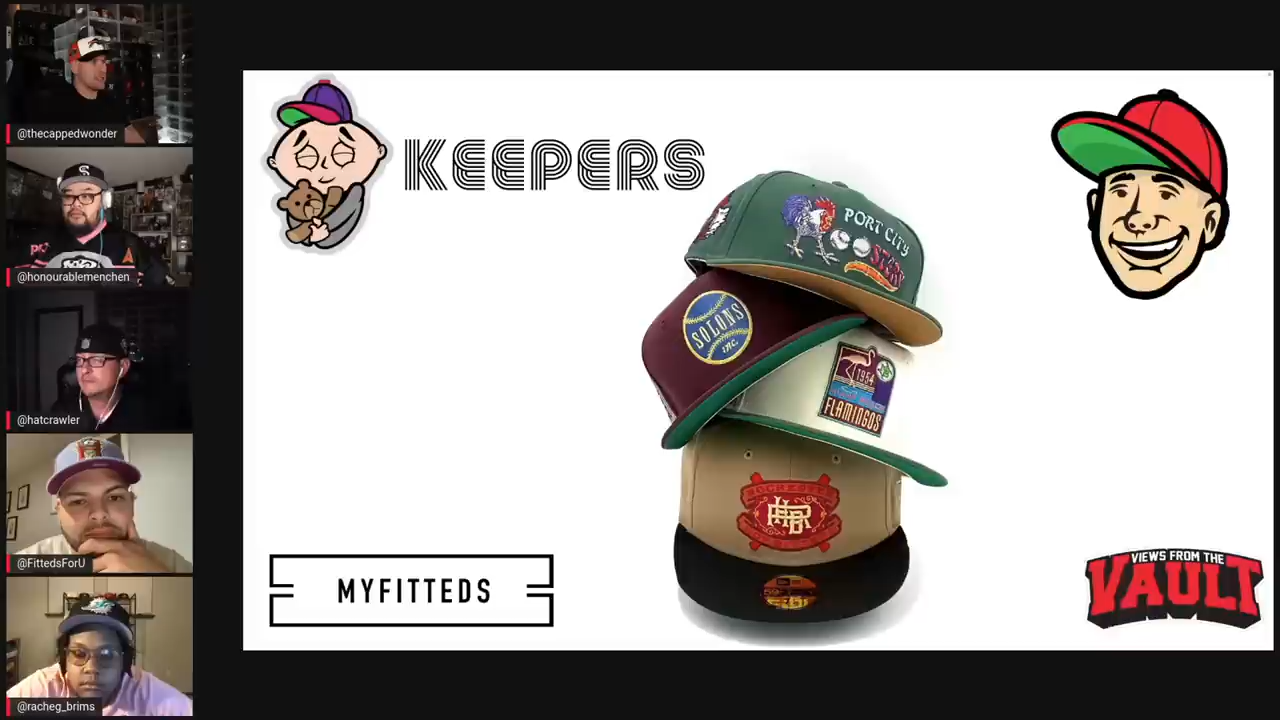 @thecappedwonder
@honourablemenchen
@hatcrawler
@FittedsForU
@racheg_brims
KEEPERS
PORT CITY
SOLONS
INC.
1954
FLAMINGOS
MYFITTEDS
VIEWS FROM THE
VAULT